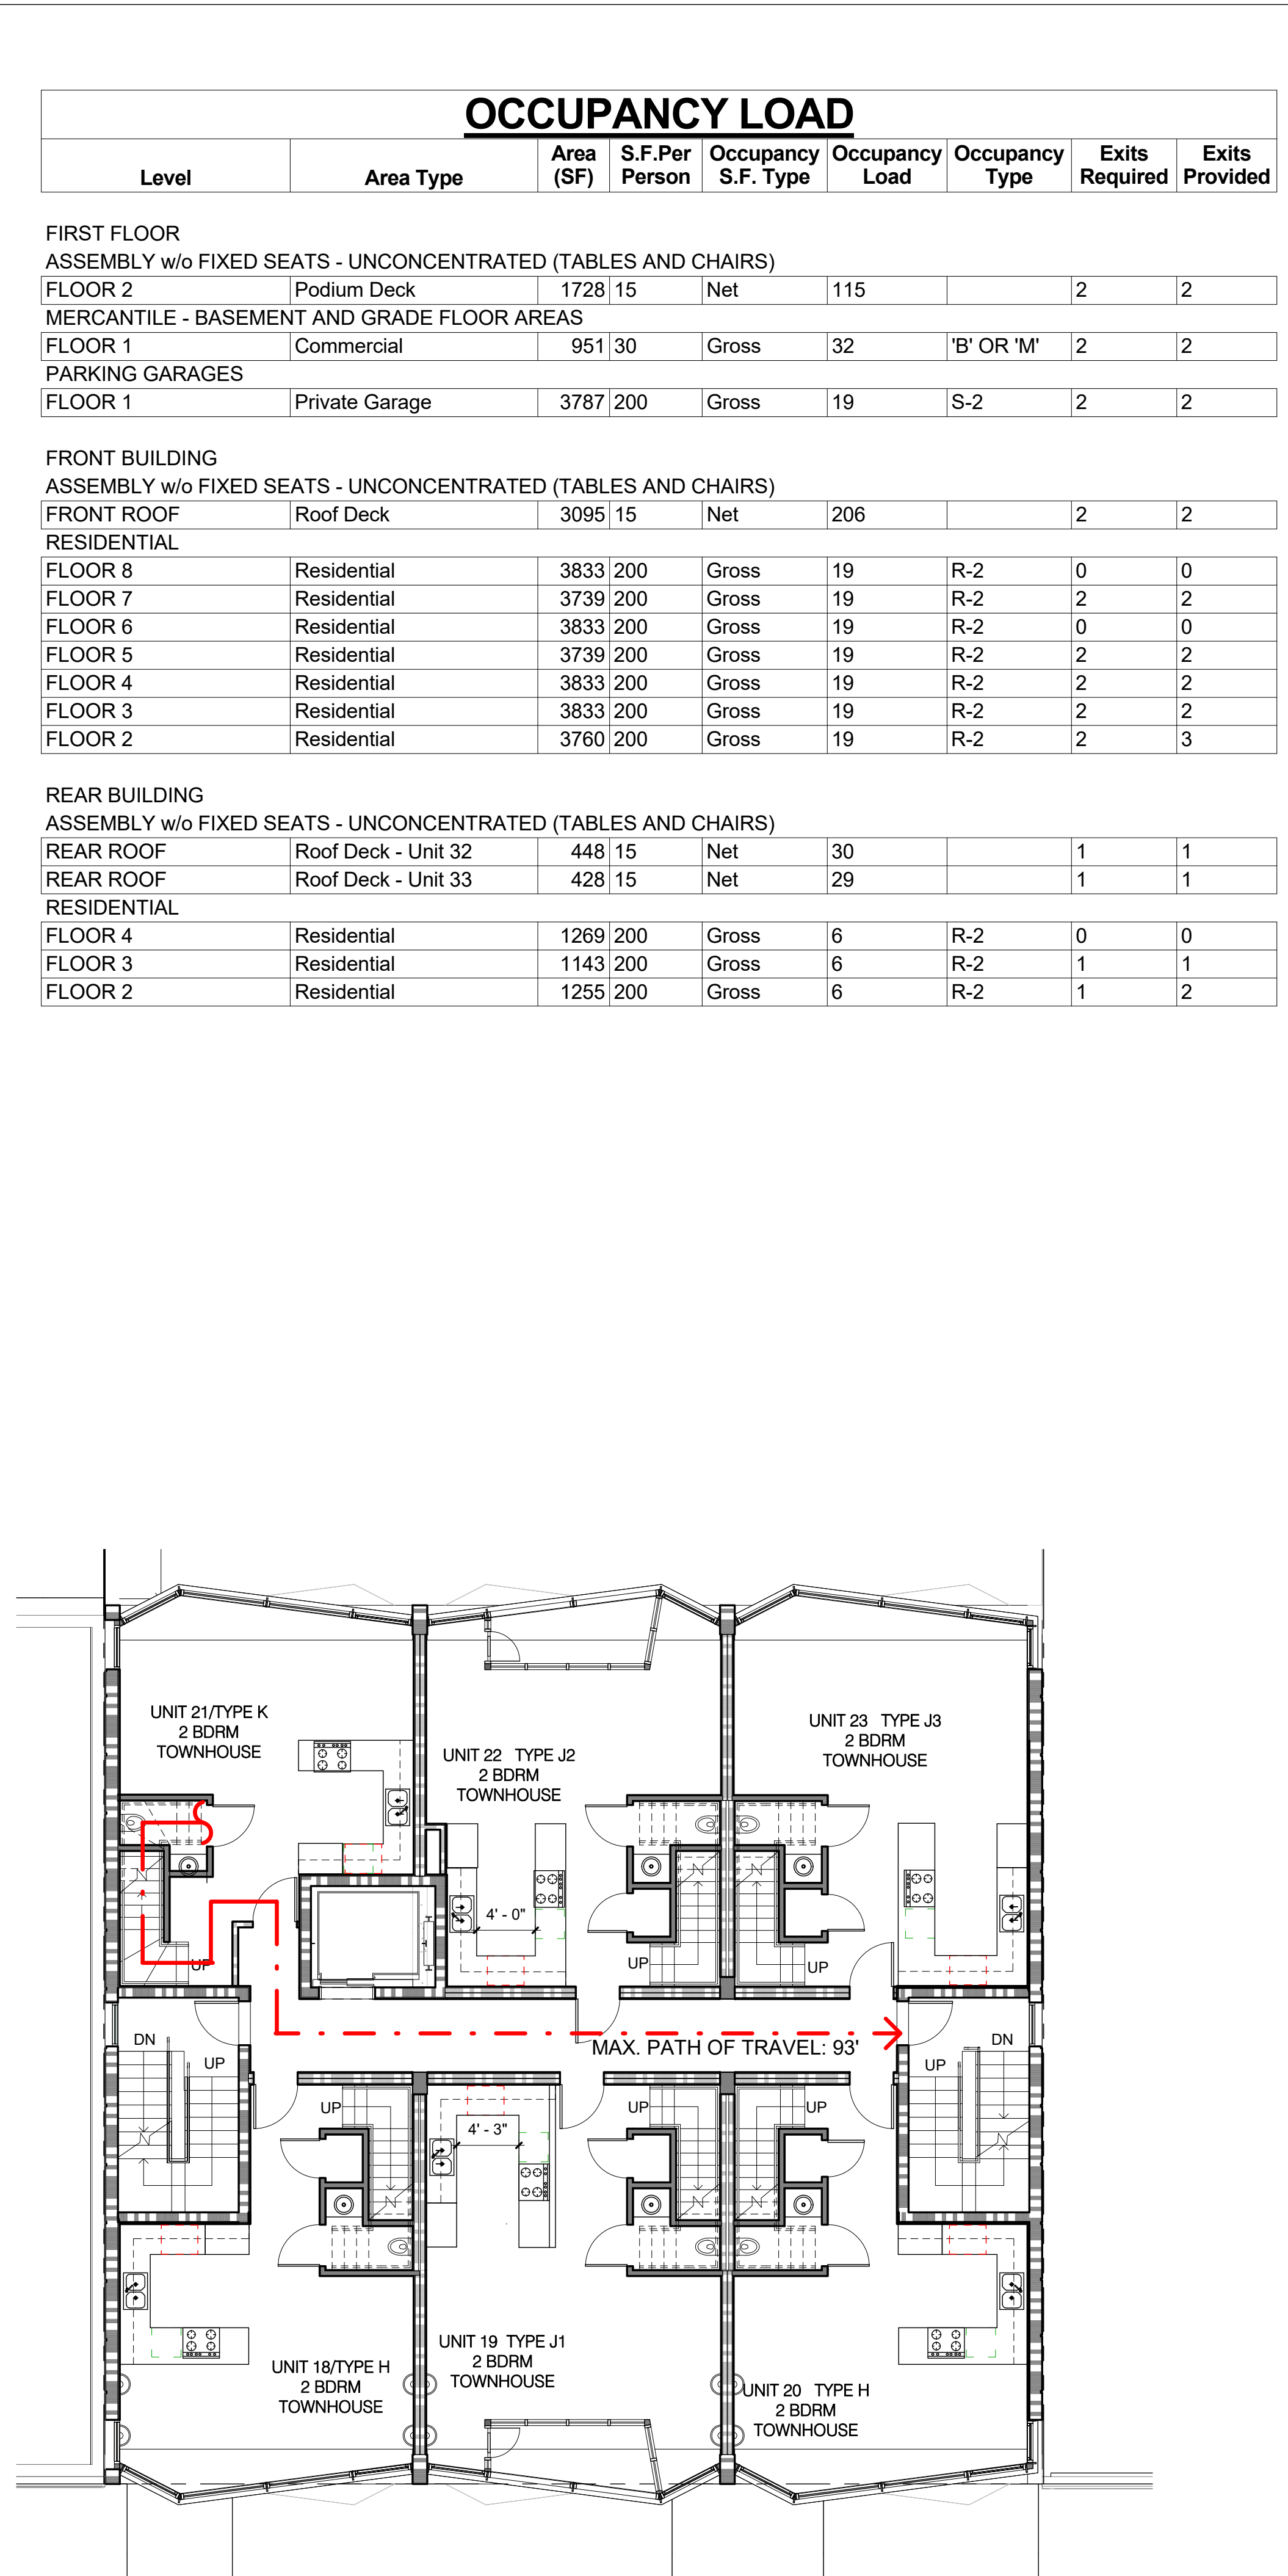 OCCUPANCY LOAD
Level Area Type Area (SF) S.F.Per Person Occupancy S.F. Type Occupancy Load Occupancy Type Exits Required Exits Provided
FIRST FLOOR
ASSEMBLY w/o FIXED SEATS - UNCONCENTRATED (TABLES AND CHAIRS)
FLOOR 2 Podium Deck 1728 15 Net 115 2 2
MERCANTILE - BASEMENT AND GRADE FLOOR AREAS
FLOOR 1 Commercial 951 30 Gross 32 'B' OR 'M' 2 2
PARKING GARAGES
FLOOR 1 Private Garage 3787 200 Gross 19 S-2 2 2
FRONT BUILDING
ASSEMBLY w/o FIXED SEATS - UNCONCENTRATED (TABLES AND CHAIRS)
FRONT ROOF Roof Deck 3095 15 Net 206 2 2
RESIDENTIAL
FLOOR 8 Residential 3833 200 Gross 19 R-2 0 0
FLOOR 7 Residential 3739 200 Gross 19 R-2 2 2
FLOOR 6 Residential 3833 200 Gross 19 R-2 0 0
FLOOR 5 Residential 3739 200 Gross 19 R-2 2 2
FLOOR 4 Residential 3833 200 Gross 19 R-2 2 2
FLOOR 3 Residential 3833 200 Gross 19 R-2 2 2
FLOOR 2 Residential 3760 200 Gross 19 R-2 2 3
REAR BUILDING
ASSEMBLY w/o FIXED SEATS - UNCONCENTRATED (TABLES AND CHAIRS)
REAR ROOF Roof Deck - Unit 32 448 15 Net 30 1 1
REAR ROOF Roof Deck - Unit 33 428 15 Net 29 1 1
RESIDENTIAL
FLOOR 4 Residential 1269 200 Gross 6 R-2 0 0
FLOOR 3 Residential 1143 200 Gross 6 R-2 1 1
FLOOR 2 Residential 1255 200 Gross 6 R-2 1 2
UNIT 21/TYPE K
2 BDRM
TOWNHOUSE
UNIT 22 TYPE J2
2 BDRM
TOWNHOUSE
UNIT 23 TYPE J3
2 BDRM
TOWNHOUSE
4' - 0"
UP
UP
UP
DN
UP
MAX. PATH OF TRAVEL: 93'
UP
DN
UP
UP
UP
4' - 3"
UNIT 18/TYPE H
2 BDRM
TOWNHOUSE
UNIT 19 TYPE J1
2 BDRM
TOWNHOUSE
UNIT 20 TYPE H
2 BDRM
TOWNHOUSE